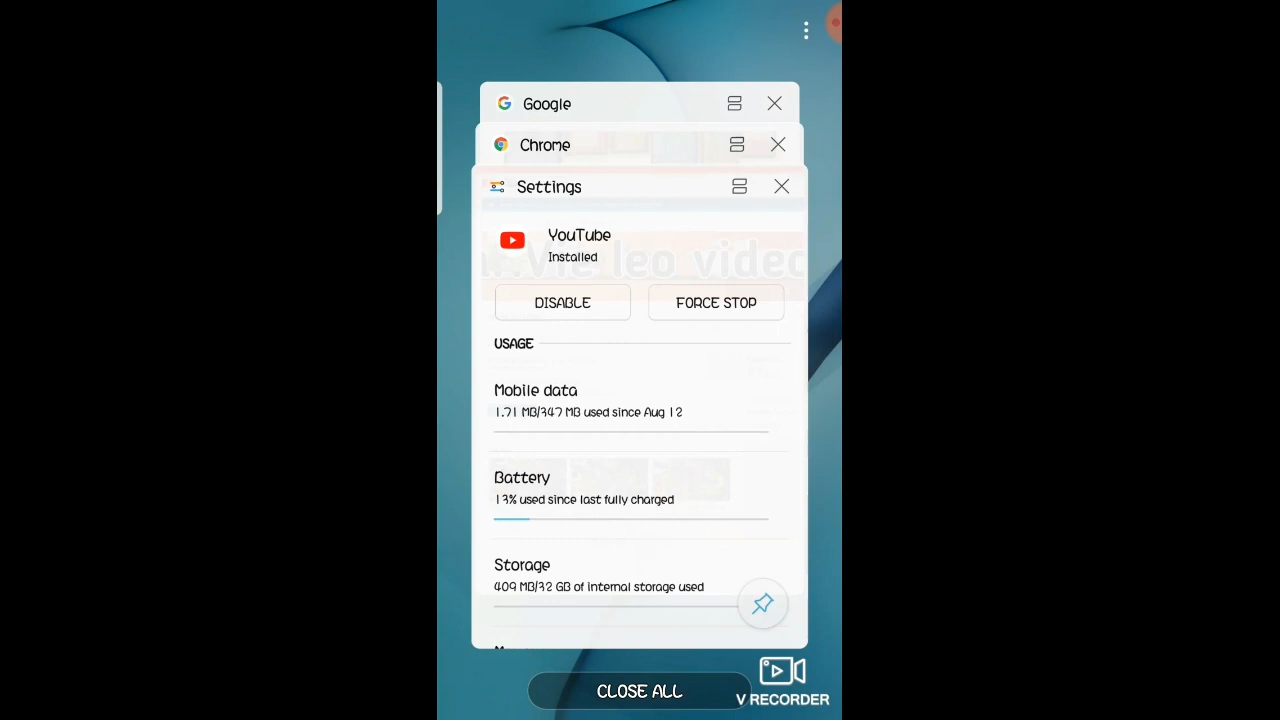 Google
Chrome
Settings
YouTube
Installed
leo video
DISABLE
FORCE STOP
USAGE
Mobile data
1.71 MB/347 MB used since Aug 12
Battery
13% used since last fully charged
Storage
409 MB/32 GB of internal storage used
CLOSE ALL
V RECORDER